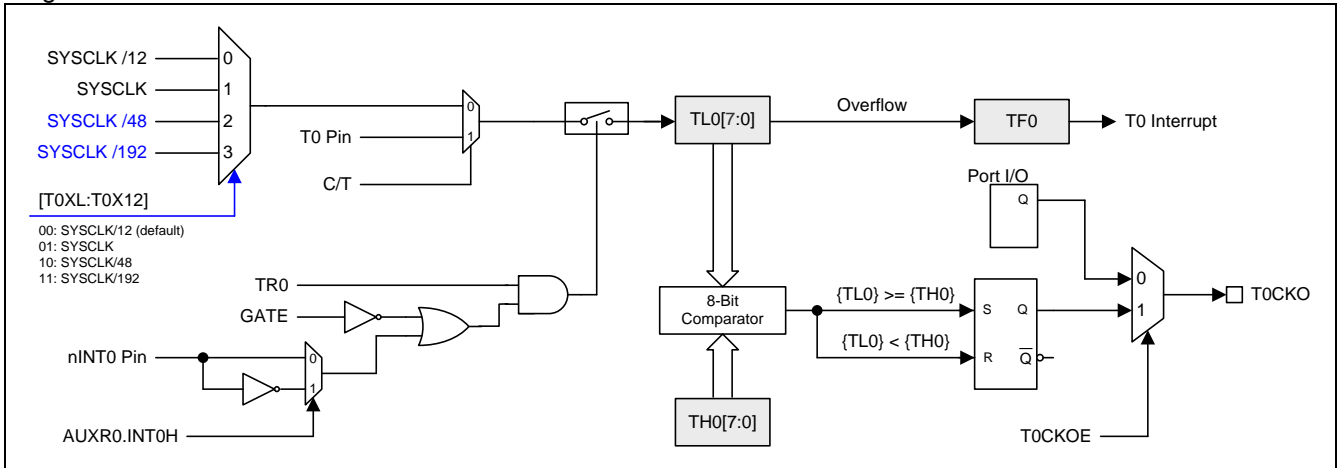 SYSCLK /12
0
SYSCLK
1
SYSCLK /48
2
SYSCLK /192
3
[T0XL:T0X12]
00: SYSCLK/12 (default)
01: SYSCLK
10: SYSCLK/48
11: SYSCLK/192
0
T0 Pin
1
C/T
TL0[7:0]
Overflow
TF0
T0 Interrupt
Port I/O
Q
TR0
GATE
nINT0 Pin
0
1
AUXR0.INT0H
8-Bit
Comparator
{TL0} >= {TH0}
{TL0} < {TH0}
S
Q
R
Q
TH0[7:0]
0
1
T0CKO
T0CKOE